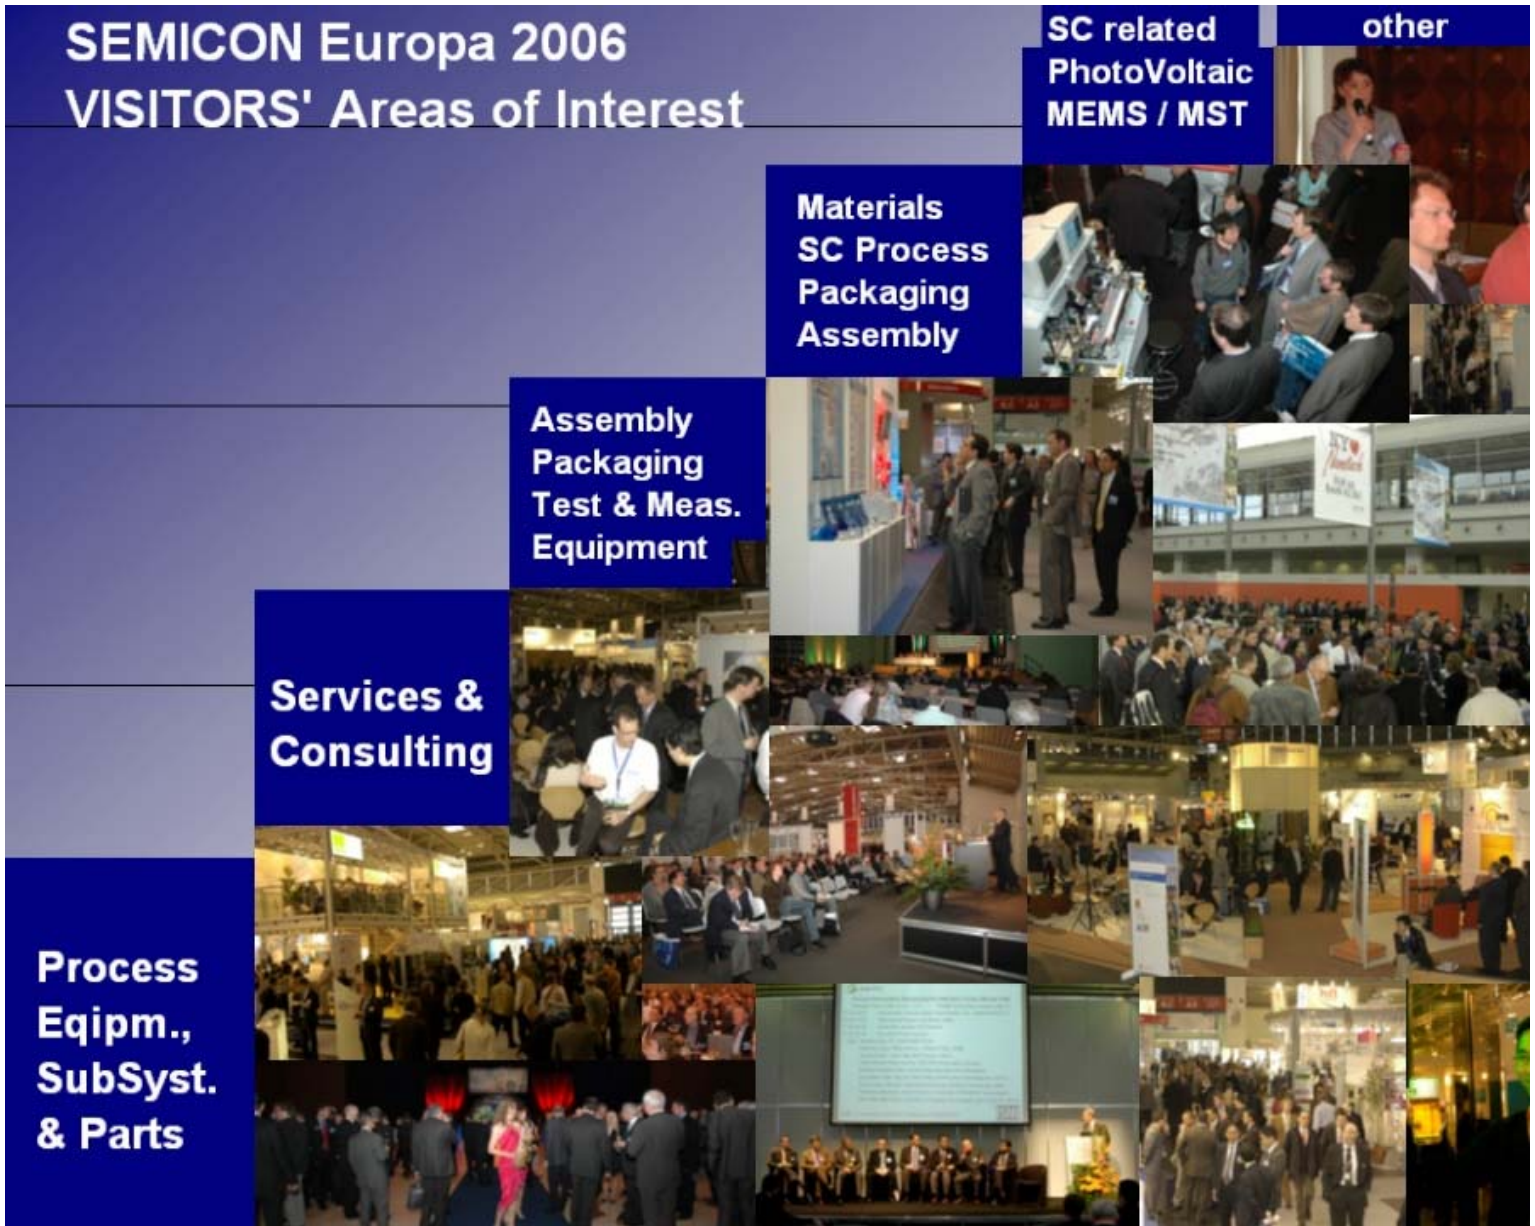 SEMICON Europa 2006
VISITORS' Areas of Interest
SC related
PhotoVoltaic
MEMS / MST
other
Materials
SC Process
Packaging
Assembly
Assembly
Packaging
Test & Meas.
Equipment
Services &
Consulting
Process
Eqipm.,
SubSyst.
& Parts